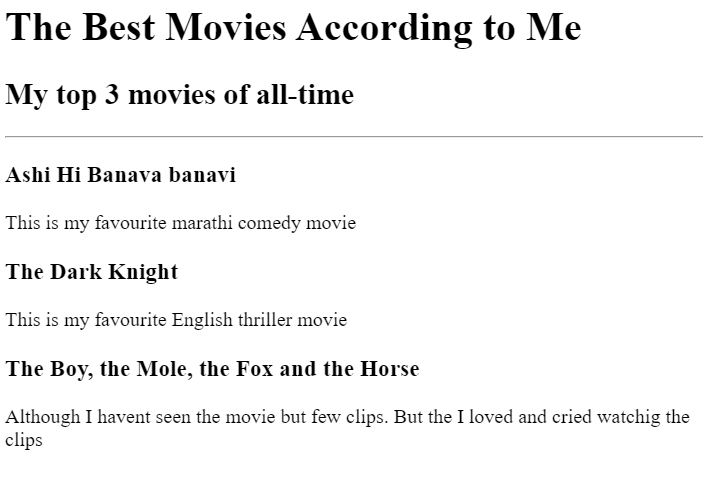 The Best Movies According to Me
My top 3 movies of all-time
Ashi Hi Banava banavi
This is my favourite marathi comedy movie
The Dark Knight
This is my favourite English thriller movie
The Boy, the Mole, the Fox and the Horse
Although I havent seen the movie but few clips. But the I loved and cried watchig the
clips